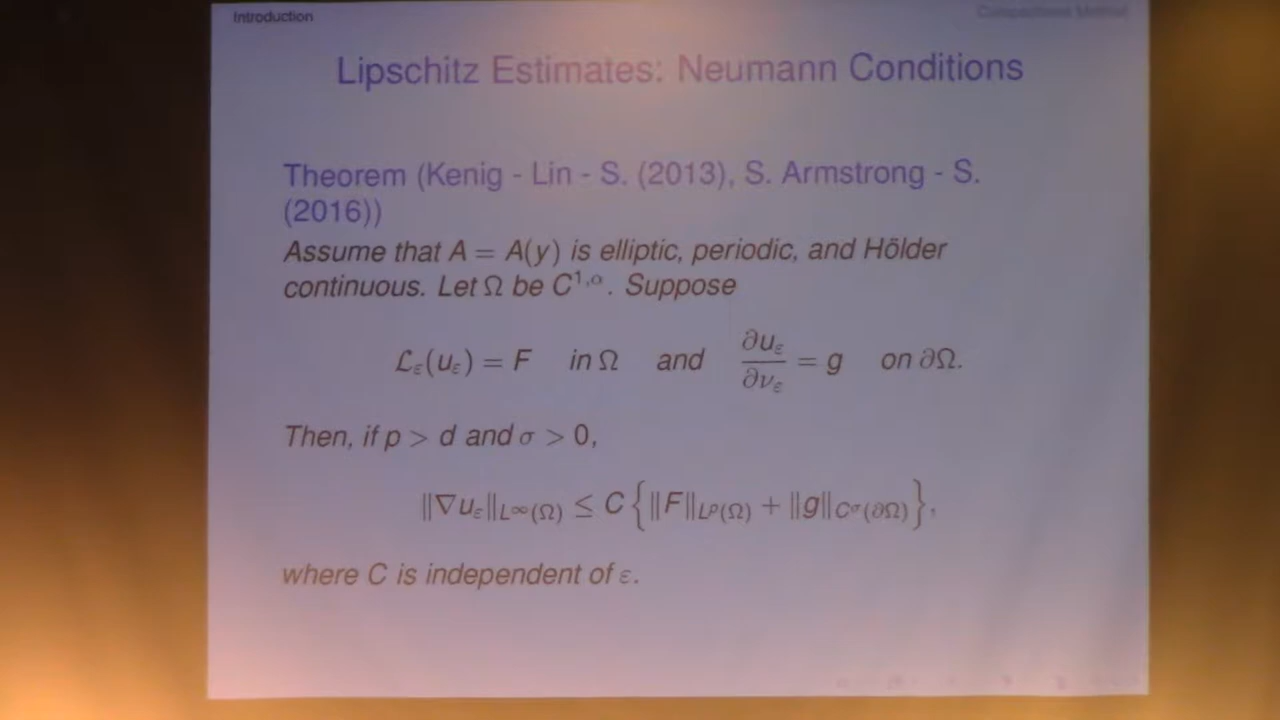 Introduction
Compactness Method
Lipschitz Estimates: Neumann Conditions
Theorem (Kenig - Lin - S. (2013), S. Armstrong - S.
(2016))
Assume that A = A(y) is elliptic, periodic, and Hölder
continuous. Let Ω be C^{1,α}. Suppose
ℒ_ε(u_ε) = F in Ω and ∂u_ε/∂ν_ε = g on ∂Ω.
Then, if p > d and σ > 0,
‖∇u_ε‖_{L^∞(Ω)} ≤ C {‖F‖_{L^p(Ω)} + ‖g‖_{C^σ(∂Ω)}},
where C is independent of ε.